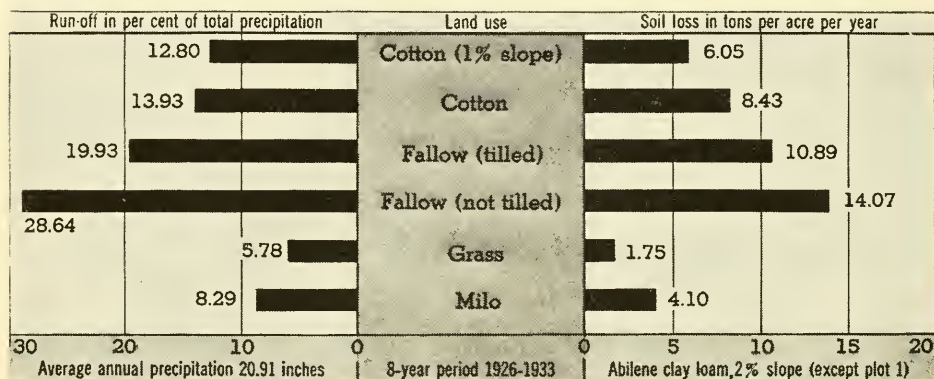 Run-off in per cent of total precipitation Land use Soil loss in tons per acre per year
12.80 Cotton (1% slope) 6.05
13.93 Cotton 8.43
19.93 Fallow (tilled) 10.89
28.64 Fallow (not tilled) 14.07
5.78 Grass 1.75
8.29 Milo 4.10
30 20 10 0 0 5 10 15 20
Average annual precipitation 20.91 inches 8-year period 1926-1933 Abilene clay loam, 2% slope (except plot 1)